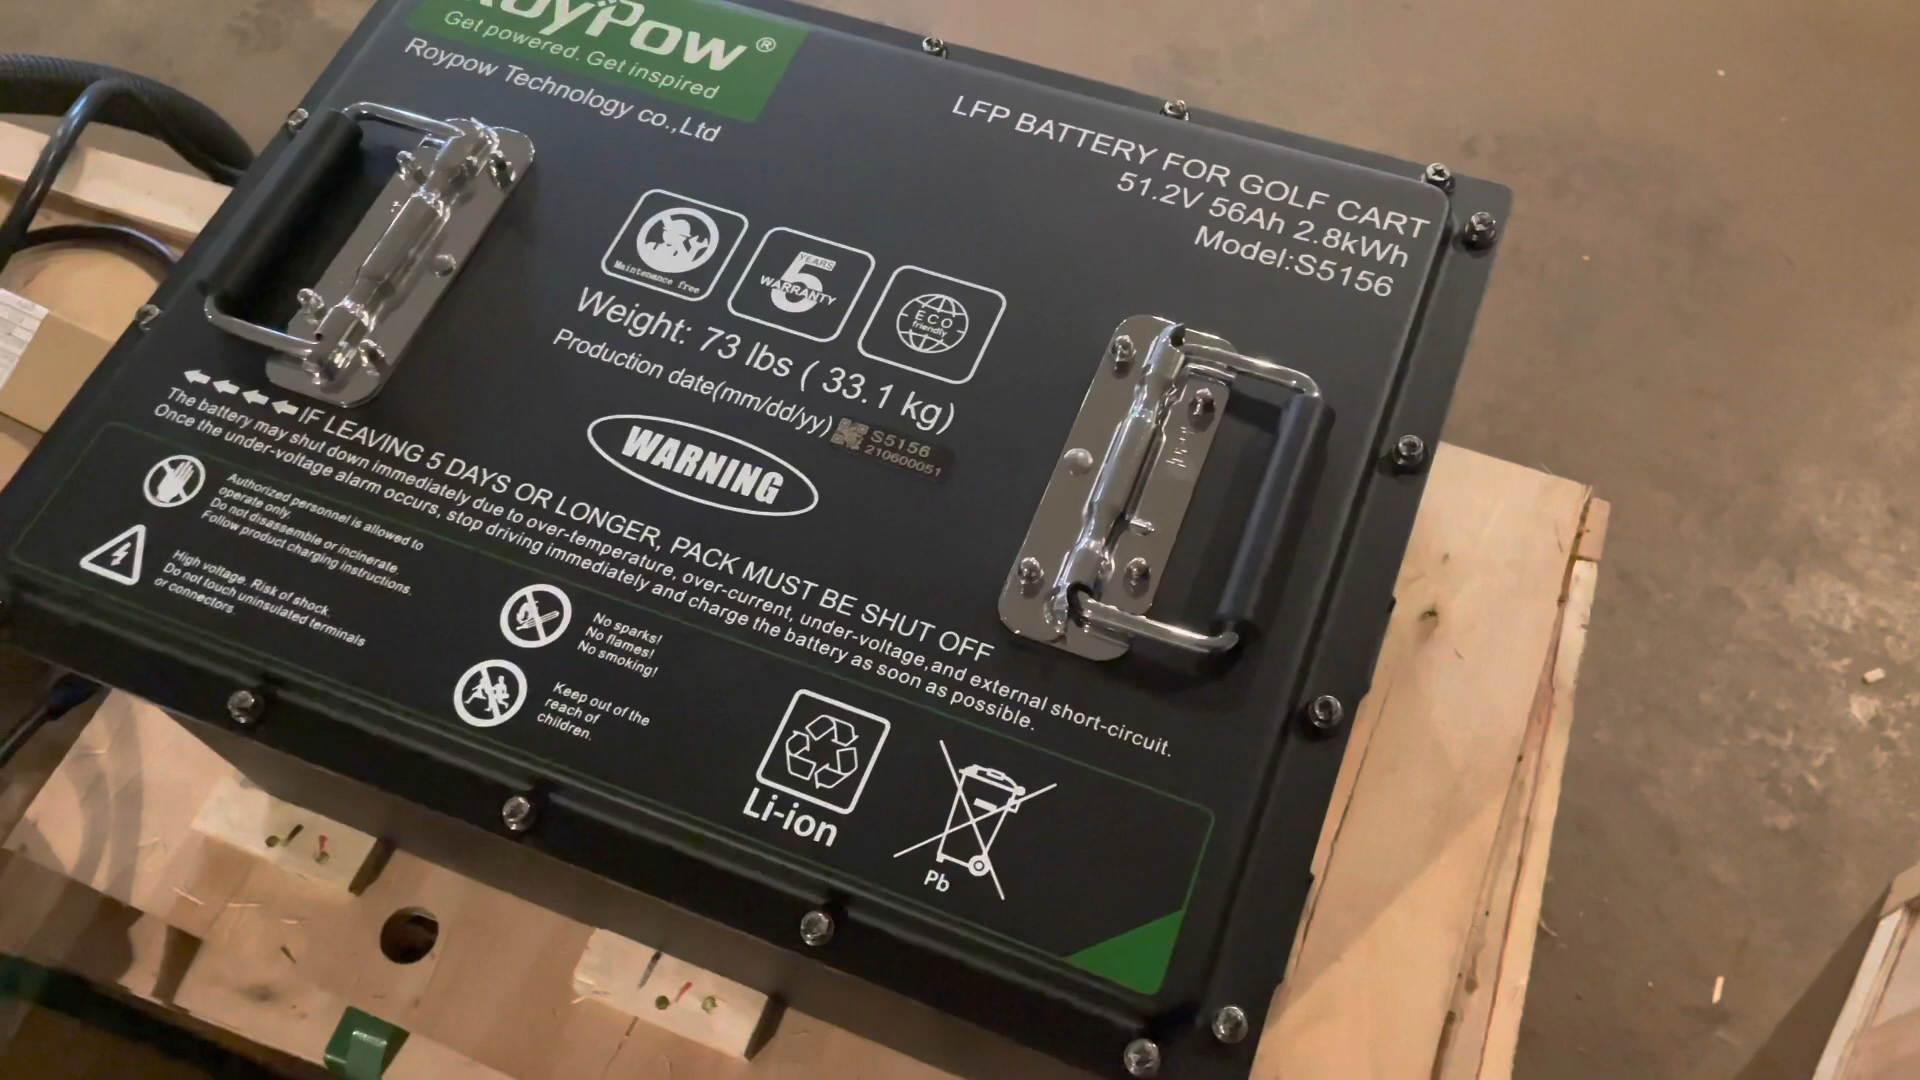 RoyPow®
Get powered. Get inspired
Roypow Technology co.,Ltd
LFP BATTERY FOR GOLF CART
51.2V 56Ah 2.8kWh
Model:S5156
Maintenance free
5 YEARS
WARRANTY
ECO
friendly
Weight: 73 lbs ( 33.1 kg)
Production date(mm/dd/yy)
S5156
210600051
WARNING
IF LEAVING 5 DAYS OR LONGER, PACK MUST BE SHUT OFF
The battery may shut down immediately due to over-temperature, over-current, under-voltage,and external short-circuit.
Once the under-voltage alarm occurs, stop driving immediately and charge the battery as soon as possible.
Authorized personnel is allowed to
operate only.
Do not disassemble or incinerate
Follow product charging instructions.
High voltage. Risk of shock.
Do not touch uninsulated terminals
or connectors.
No sparks!
No flames!
No smoking!
Keep out of the
reach of
children.
Li-ion
Pb